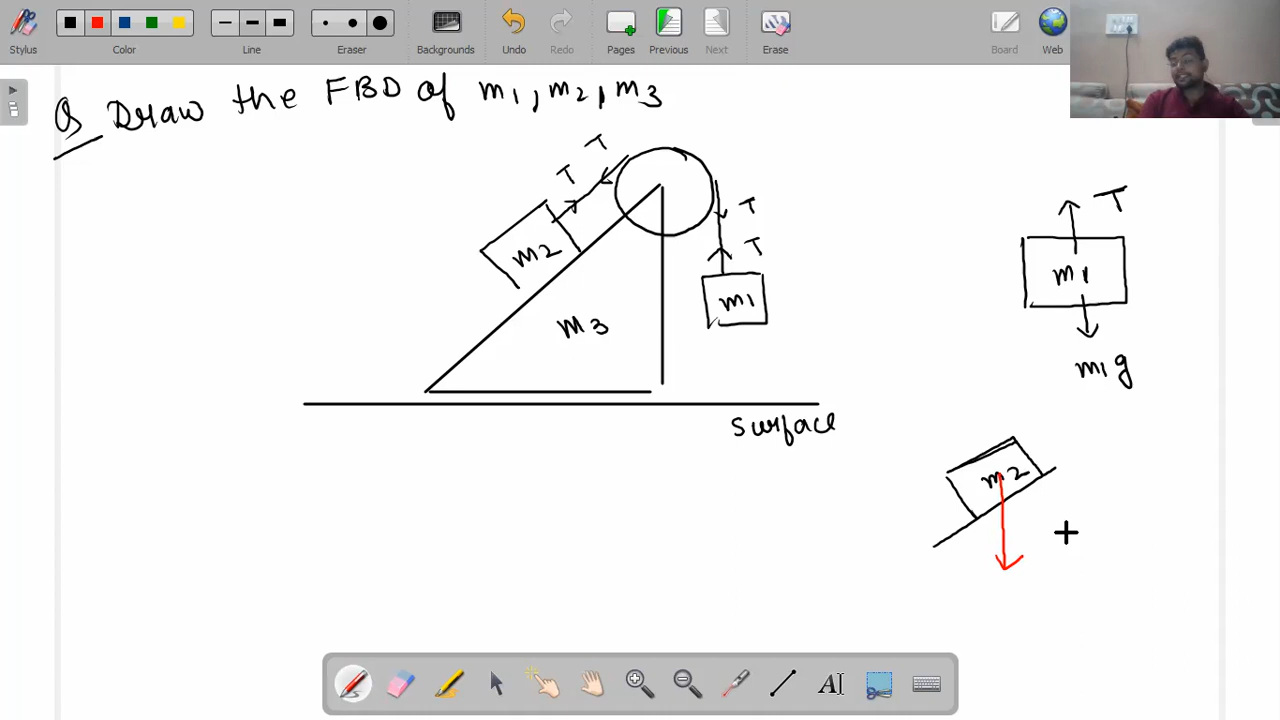 Stylus
Color
Line
Eraser
Backgrounds
Undo
Redo
Pages
Previous
Next
Erase
Board
Web
Q Draw the FBD of m1, m2, m3
T
T
m2
T
T
m1
m3
Surface
T
m1
m1g
m2